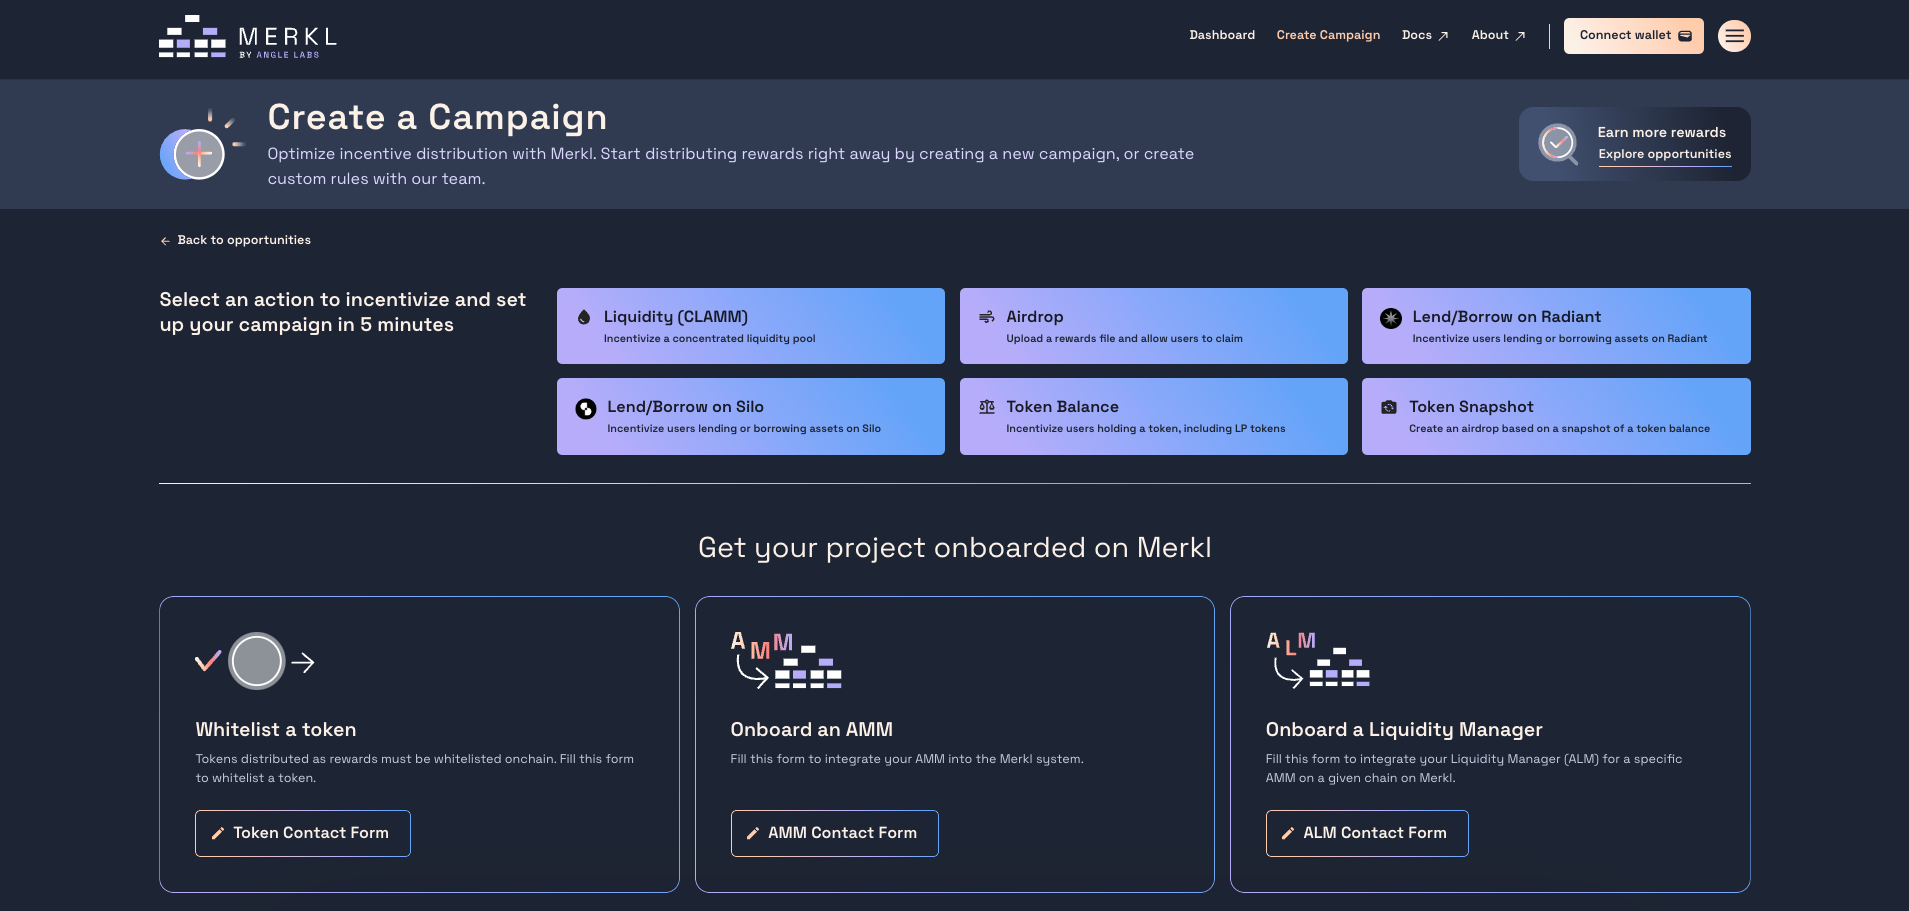 MERKL
BY ANGLE LABS
Dashboard
Create Campaign
Docs
About
Connect wallet
Create a Campaign
Optimize incentive distribution with Merkl. Start distributing rewards right away by creating a new campaign, or create
custom rules with our team.
Earn more rewards
Explore opportunities
Back to opportunities
Select an action to incentivize and set
up your campaign in 5 minutes
Liquidity (CLAMM)
Incentivize a concentrated liquidity pool
Airdrop
Upload a rewards file and allow users to claim
Lend/Borrow on Radiant
Incentivize users lending or borrowing assets on Radiant
Lend/Borrow on Silo
Incentivize users lending or borrowing assets on Silo
Token Balance
Incentivize users holding a token, including LP tokens
Token Snapshot
Create an airdrop based on a snapshot of a token balance
Get your project onboarded on Merkl
Whitelist a token
Tokens distributed as rewards must be whitelisted onchain. Fill this form
to whitelist a token.
Token Contact Form
AMM
Onboard an AMM
Fill this form to integrate your AMM into the Merkl system.
AMM Contact Form
ALM
Onboard a Liquidity Manager
Fill this form to integrate your Liquidity Manager (ALM) for a specific
AMM on a given chain on Merkl.
ALM Contact Form